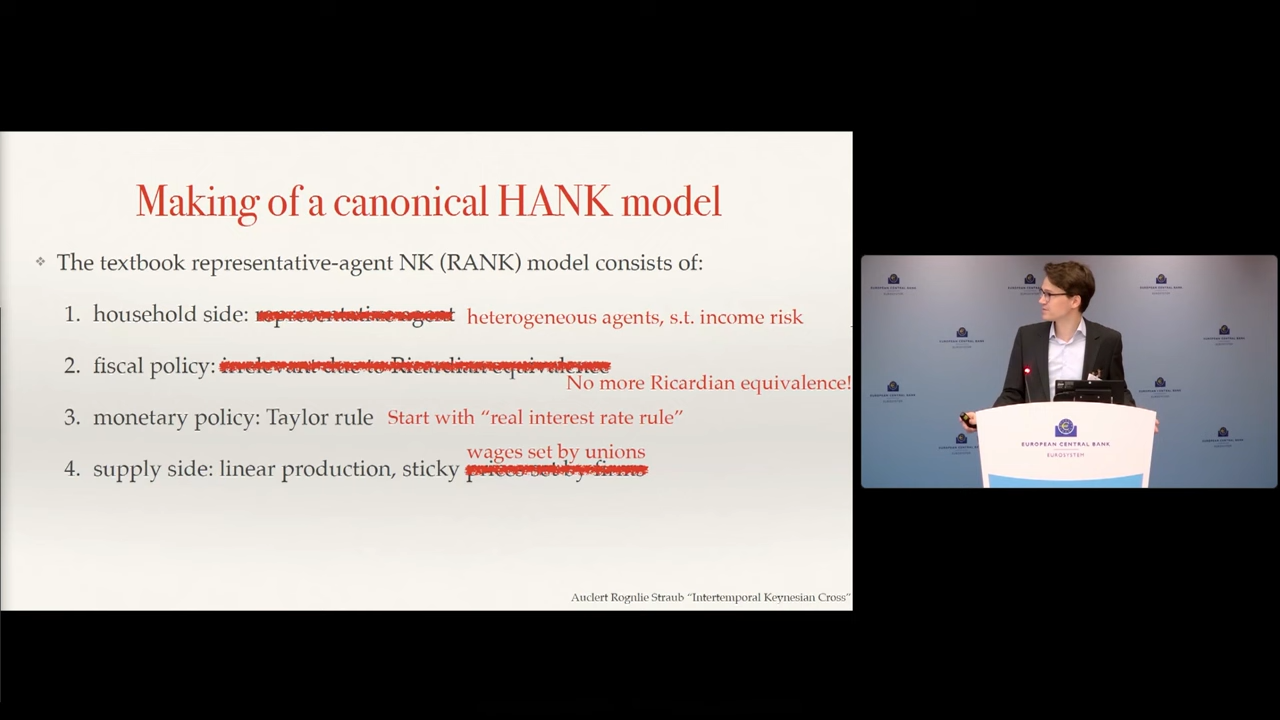 Making of a canonical HANK model
❖ The textbook representative-agent NK (RANK) model consists of:
1. household side: representative agent heterogeneous agents, s.t. income risk
2. fiscal policy: irrelevant due to Ricardian equivalence
No more Ricardian equivalence!
3. monetary policy: Taylor rule Start with “real interest rate rule”
wages set by unions
4. supply side: linear production, sticky prices set by firms
Auclert Rognlie Straub “Intertemporal Keynesian Cross”
EUROPEAN CENTRAL BANK
EUROSYSTEM